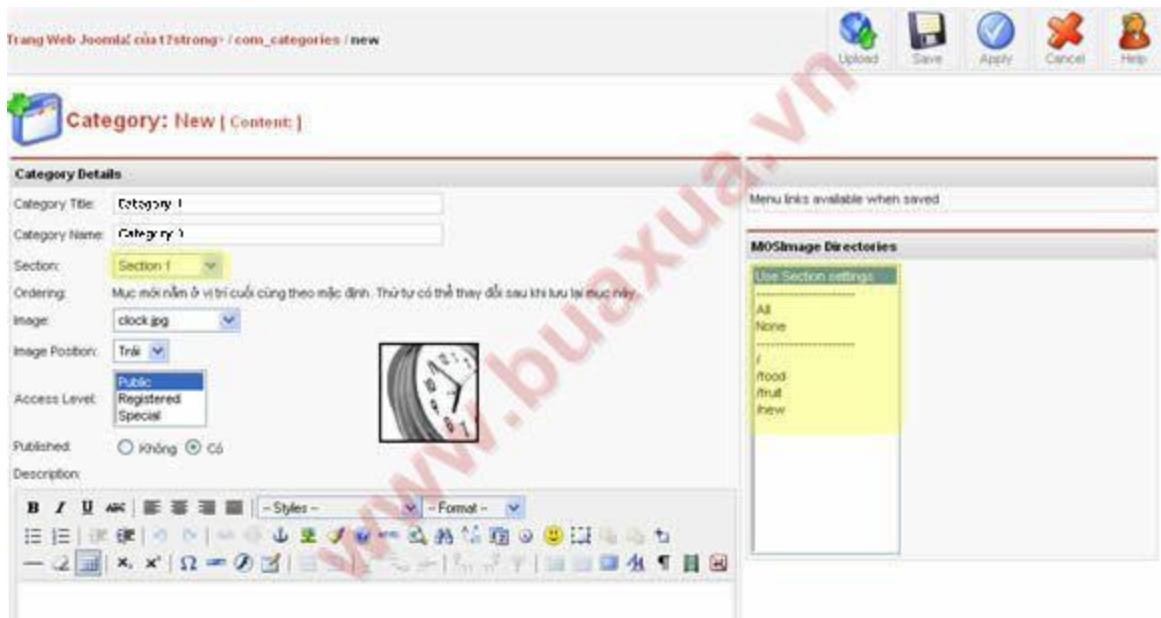 Trang Web Joomla! của t?strong> / com_categories / new
Upload Save Apply Cancel Help
Category: New [ Content: ]
Category Details
Category Title: Category 1
Category Name:
Section: Section 1
Ordering: Mục mới nằm ở vị trí cuối cùng theo mặc định. Thứ tự có thể thay đổi sau khi lưu lại mục này.
Image: clock.jpg
Image Position: Trái
Access Level: Public
Registered
Special
Published: Không Có
Description:
B I U ABC -- Styles -- -- Format --
Menu links available when saved
MOSImage Directories
Use Section settings
All
None
/
/food
/fruit
/new
www.buaxua.vn